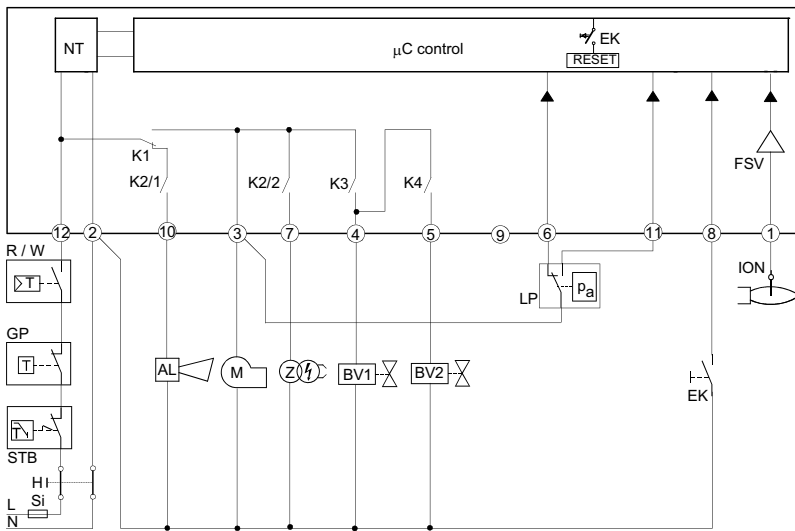 NT
μC control
EK
RESET
K1
K2/1
K2/2
K3
K4
FSV
12
2
10
3
7
4
5
9
6
11
8
1
R / W
T
LP
pa
ION
GP
T
AL
M
Z
BV1
BV2
EK
T
STB
H
Si
L
N